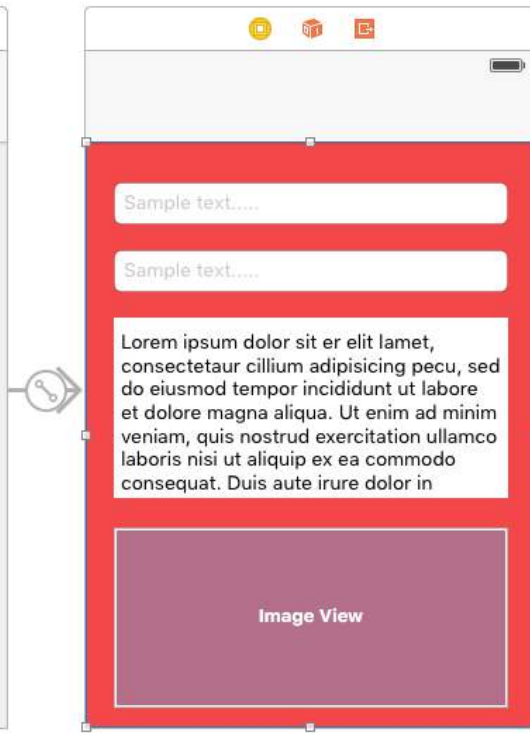 Sample text.....
Sample text.....
Lorem ipsum dolor sit er elit lamet,
consectetaur cillium adipisicing pecu, sed
do eiusmod tempor incididunt ut labore
et dolore magna aliqua. Ut enim ad minim
veniam, quis nostrud exercitation ullamco
laboris nisi ut aliquip ex ea commodo
consequat. Duis aute irure dolor in
Image View